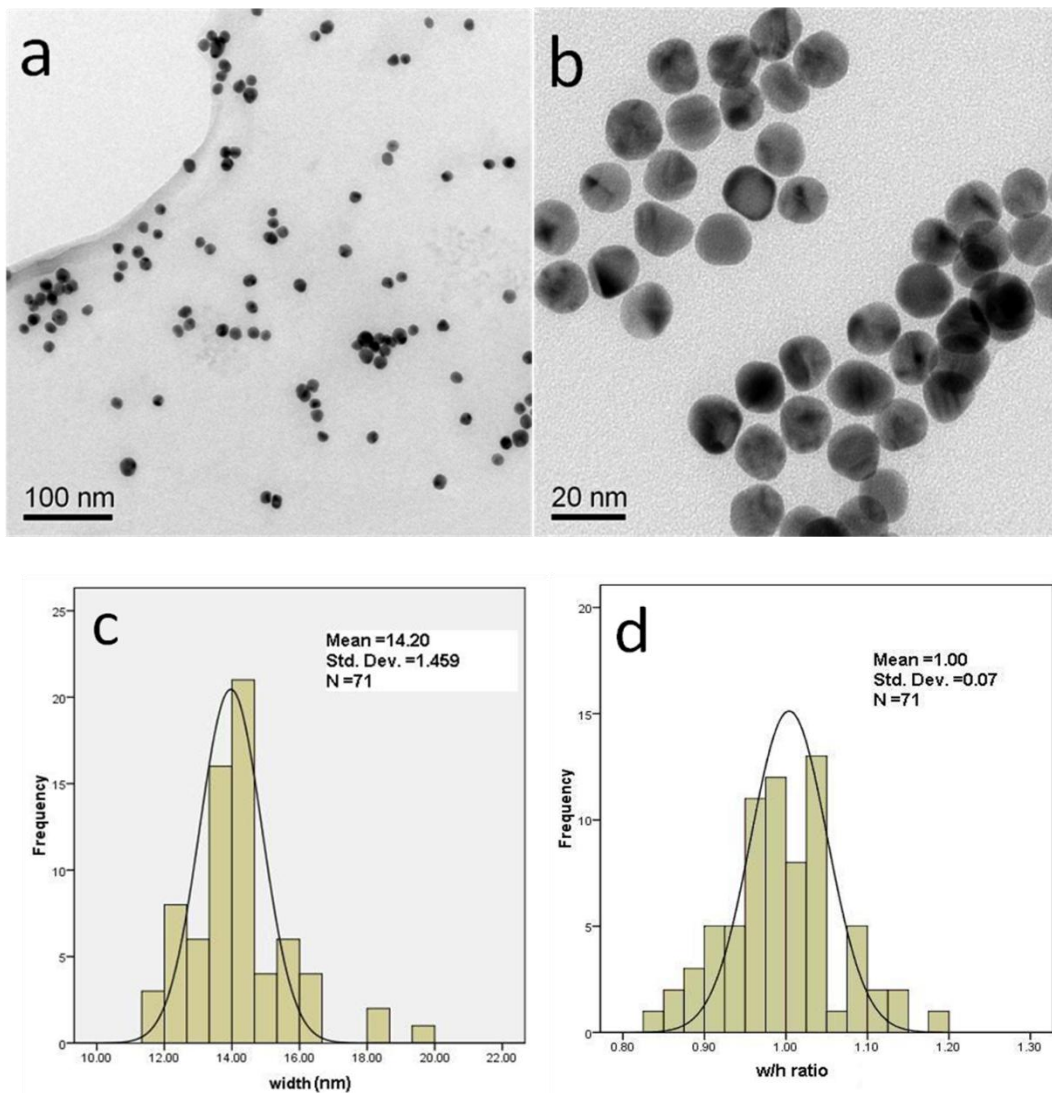 a
b
100 nm
20 nm
c
Mean =14.20
Std. Dev. =1.459
N =71
25
20
15
10
5
0
Frequency
10.00 12.00 14.00 16.00 18.00 20.00 22.00
width (nm)
d
Mean =1.00
Std. Dev. =0.07
N =71
20
15
10
5
0
Frequency
0.80 0.90 1.00 1.10 1.20 1.30
w/h ratio